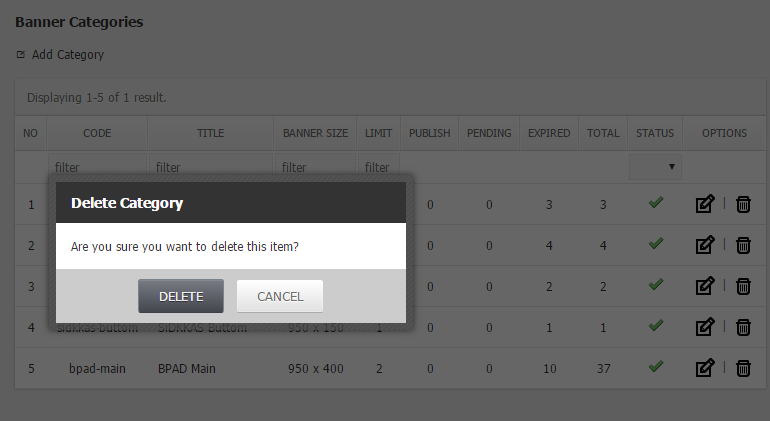 Banner Categories
Add Category
Displaying 1-5 of 1 result.
NO CODE TITLE BANNER SIZE LIMIT PUBLISH PENDING EXPIRED TOTAL STATUS OPTIONS
filter filter filter filter
Delete Category
1 0 0 3 3 |
Are you sure you want to delete this item?
2 0 0 4 4 |
3 0 0 2 2 |
DELETE CANCEL
4 sidkkas-buttom SIDKKAS Buttom 950 x 150 1 0 0 1 1 |
5 bpad-main BPAD Main 950 x 400 2 0 0 10 37 |